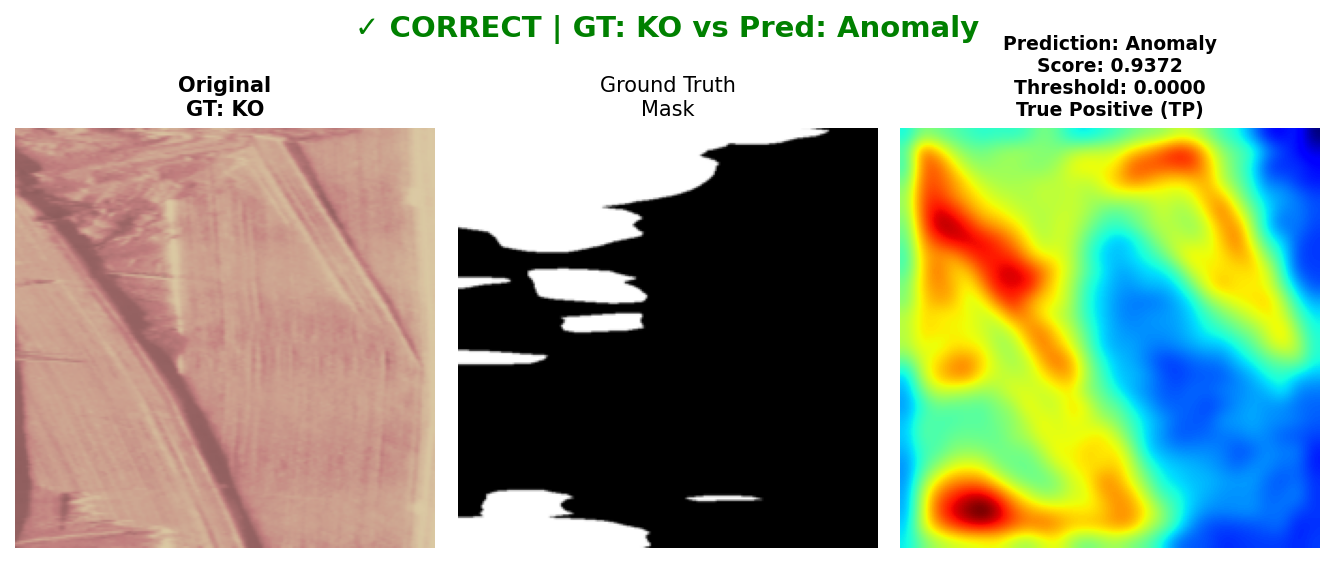 ✓ CORRECT | GT: KO vs Pred: Anomaly
Original
GT: KO
Ground Truth
Mask
Prediction: Anomaly
Score: 0.9372
Threshold: 0.0000
True Positive (TP)